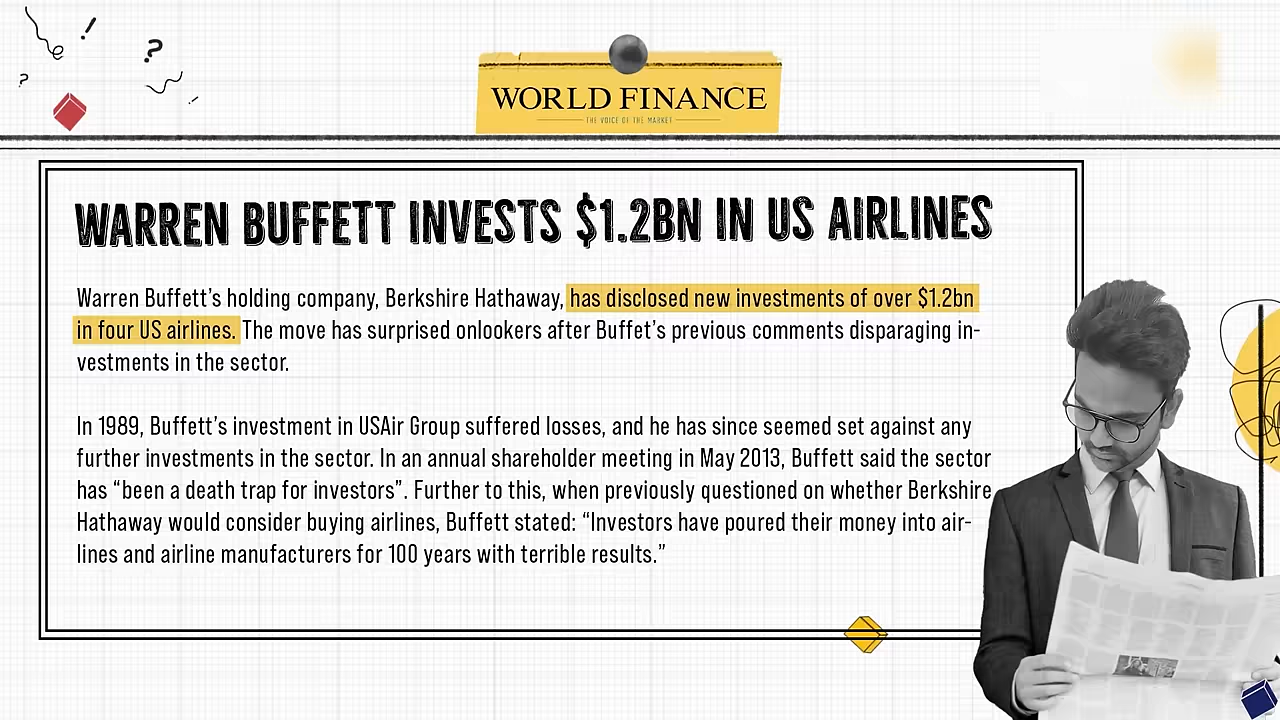 WORLD FINANCE
THE VOICE OF THE MARKET
WARREN BUFFETT INVESTS $1.2BN IN US AIRLINES
Warren Buffett’s holding company, Berkshire Hathaway, has disclosed new investments of over $1.2bn
in four US airlines. The move has surprised onlookers after Buffet’s previous comments disparaging in-
vestments in the sector.
In 1989, Buffett’s investment in USAir Group suffered losses, and he has since seemed set against any
further investments in the sector. In an annual shareholder meeting in May 2013, Buffett said the sector
has “been a death trap for investors”. Further to this, when previously questioned on whether Berkshire
Hathaway would consider buying airlines, Buffett stated: “Investors have poured their money into air-
lines and airline manufacturers for 100 years with terrible results.”